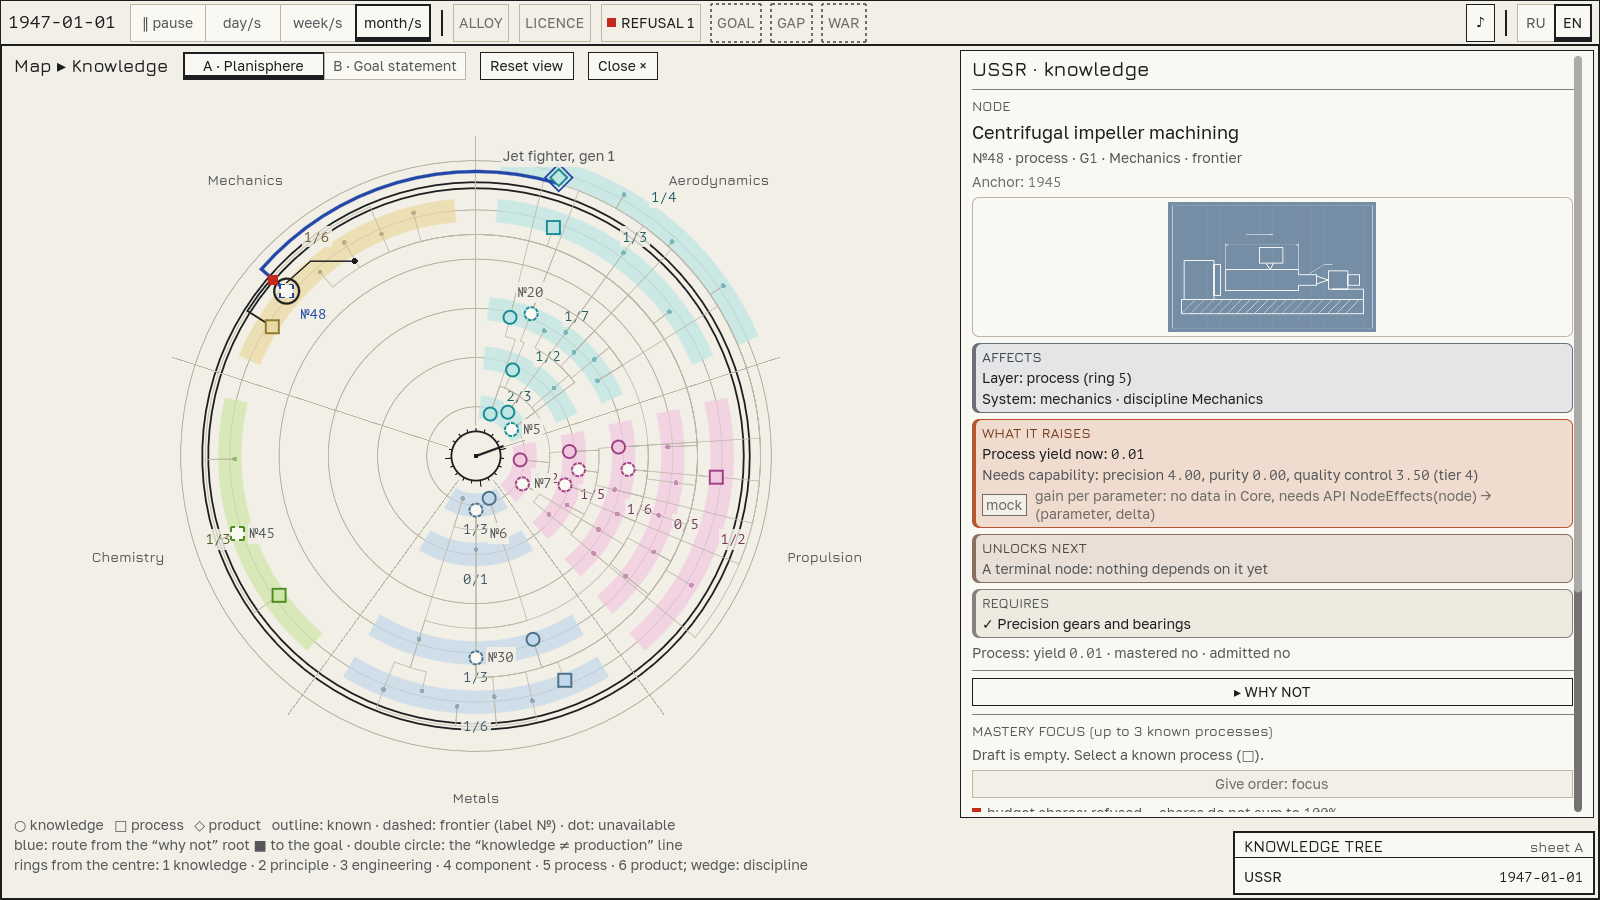 1947-01-01 ‖ pause day/s week/s month/s ALLOY LICENCE REFUSAL 1 GOAL GAP WAR ♪ RU EN
Map ▸ Knowledge A · Planisphere B · Goal statement Reset view Close ×
Jet fighter, gen 1
Mechanics
Aerodynamics
1/4
1/6
1/3
№20
№48
1/7
1/2
2/3
№5
№7
1/5
1/6
0/5
1/2
1/3
№6
1/3
№45
Chemistry
Propulsion
0/1
№30
1/3
1/6
Metals
○ knowledge □ process ◇ product outline: known · dashed: frontier (label №) · dot: unavailable
blue: route from the “why not” root ■ to the goal · double circle: the “knowledge ≠ production” line
rings from the centre: 1 knowledge · 2 principle · 3 engineering · 4 component · 5 process · 6 product; wedge: discipline
USSR · knowledge
NODE
Centrifugal impeller machining
№48 · process · G1 · Mechanics · frontier
Anchor: 1945
AFFECTS
Layer: process (ring 5)
System: mechanics · discipline Mechanics
WHAT IT RAISES
Process yield now: 0.01
Needs capability: precision 4.00, purity 0.00, quality control 3.50 (tier 4)
mock gain per parameter: no data in Core, needs API NodeEffects(node) →
(parameter, delta)
UNLOCKS NEXT
A terminal node: nothing depends on it yet
REQUIRES
✓ Precision gears and bearings
Process: yield 0.01 · mastered no · admitted no
▸ WHY NOT
MASTERY FOCUS (up to 3 known processes)
Draft is empty. Select a known process (□).
Give order: focus
budget shares: refused — shares do not sum to 100%
KNOWLEDGE TREE sheet A
USSR 1947-01-01